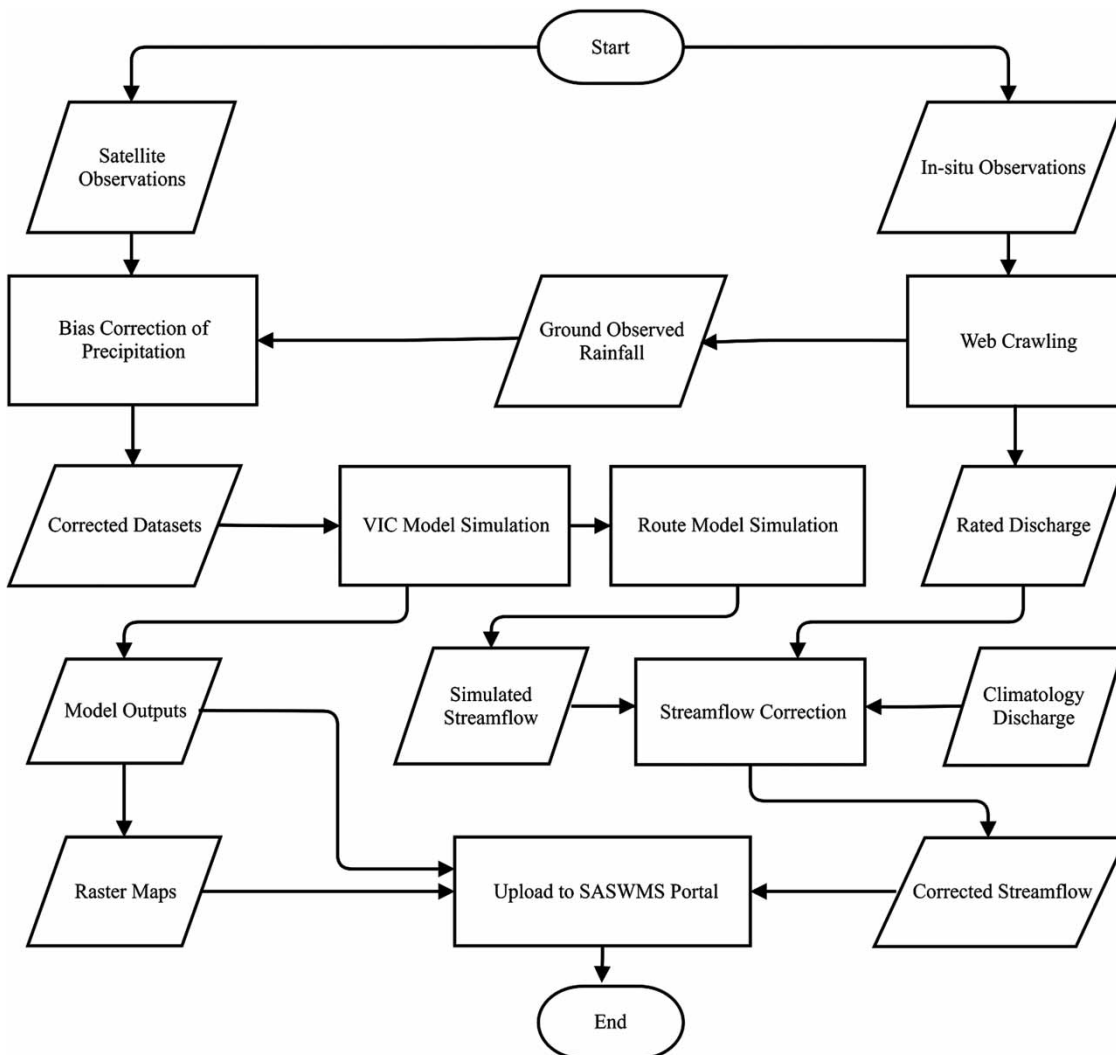 Start
Satellite
Observations
In-situ Observations
Bias Correction of
Precipitation
Ground Observed
Rainfall
Web Crawling
Corrected Datasets
VIC Model Simulation
Route Model Simulation
Rated Discharge
Model Outputs
Simulated
Streamflow
Streamflow Correction
Climatology
Discharge
Raster Maps
Upload to SASWMS Portal
Corrected Streamflow
End